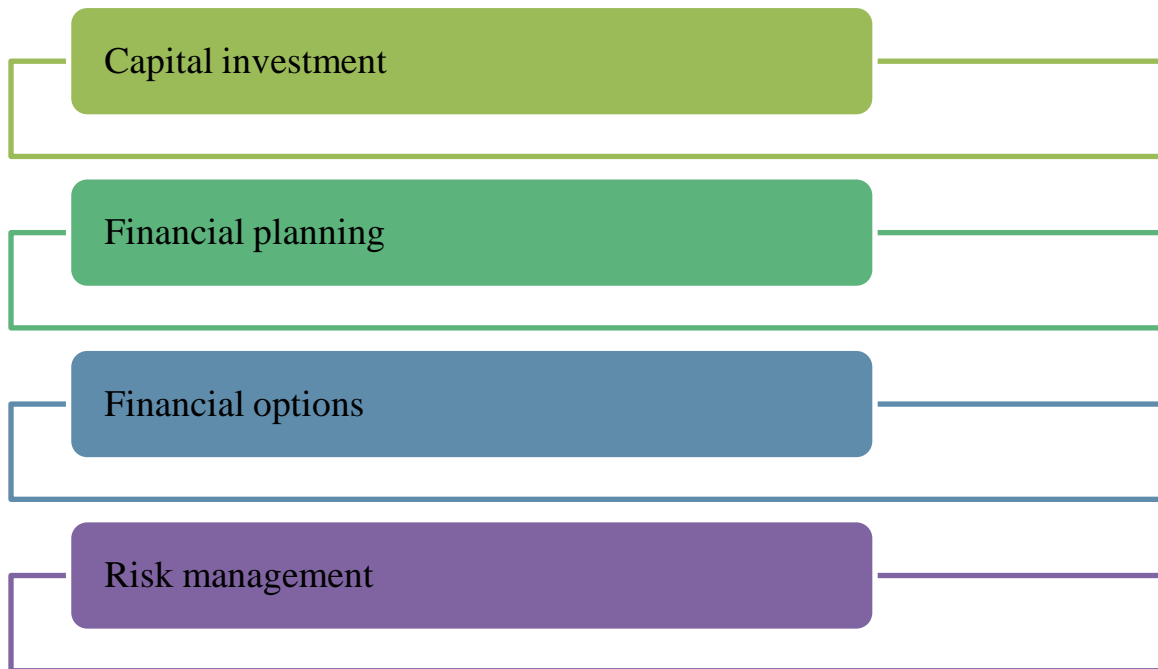 Capital investment
Financial planning
Financial options
Risk management